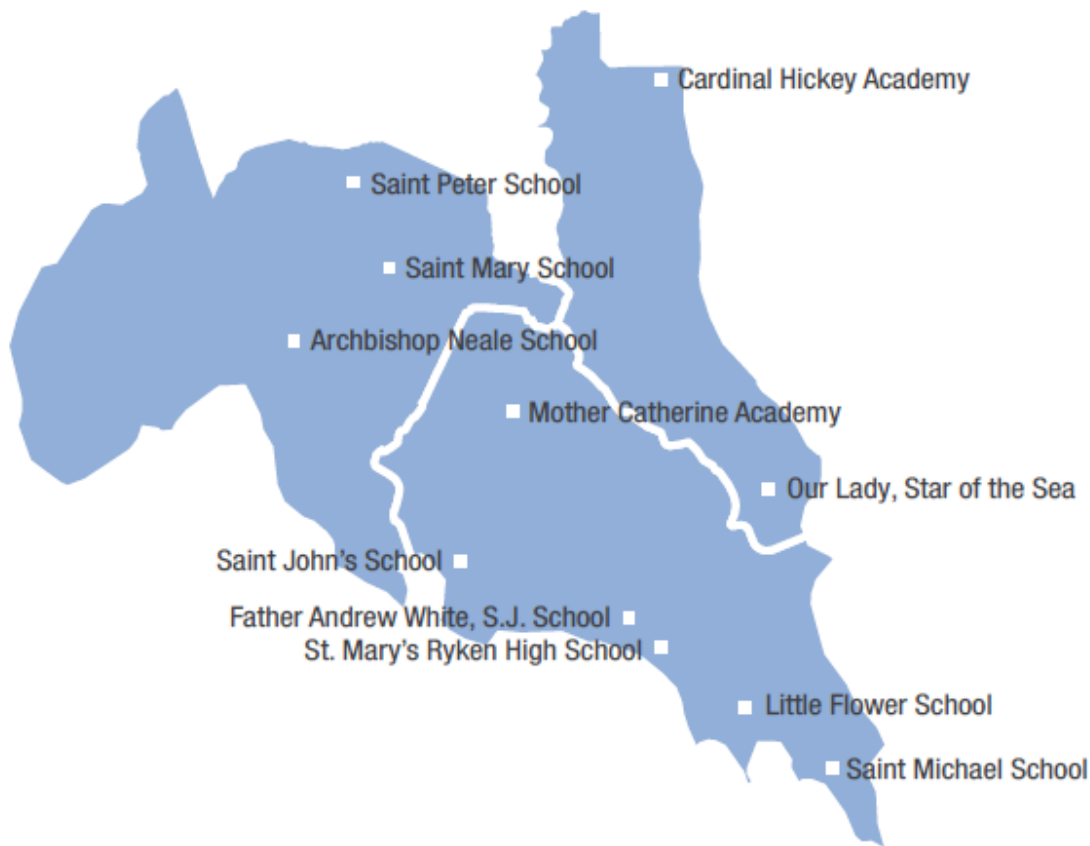 Cardinal Hickey Academy
Saint Peter School
Saint Mary School
Archbishop Neale School
Mother Catherine Academy
Our Lady, Star of the Sea
Saint John’s School
Father Andrew White, S.J. School
St. Mary’s Ryken High School
Little Flower School
Saint Michael School